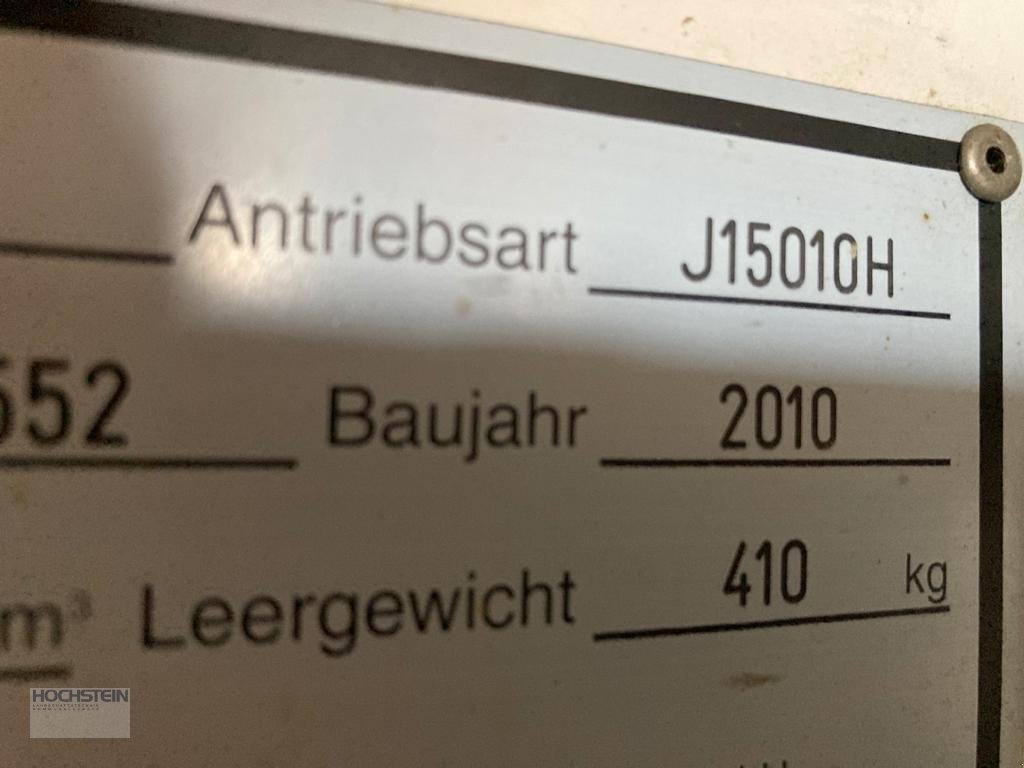 Antriebsart J15010H
552 Baujahr 2010
m³ Leergewicht 410 kg
HOCHSTEIN